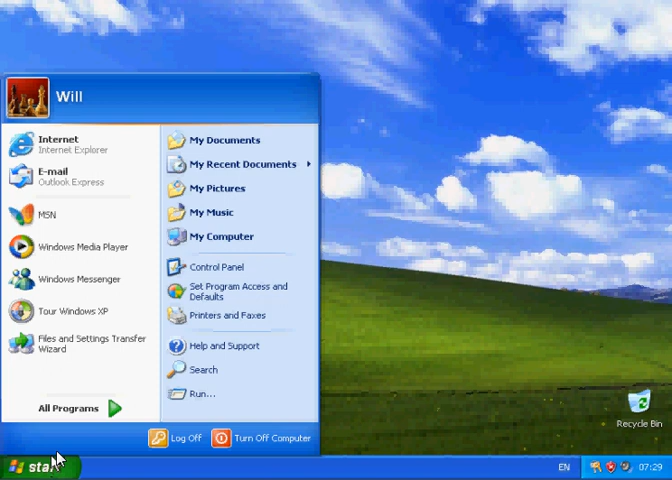 Will
Internet
Internet Explorer
E-mail
Outlook Express
MSN
Windows Media Player
Windows Messenger
Tour Windows XP
Files and Settings Transfer
Wizard
All Programs
My Documents
My Recent Documents
My Pictures
My Music
My Computer
Control Panel
Set Program Access and
Defaults
Printers and Faxes
Help and Support
Search
Run...
Log Off
Turn Off Computer
Recycle Bin
start
EN
07:29